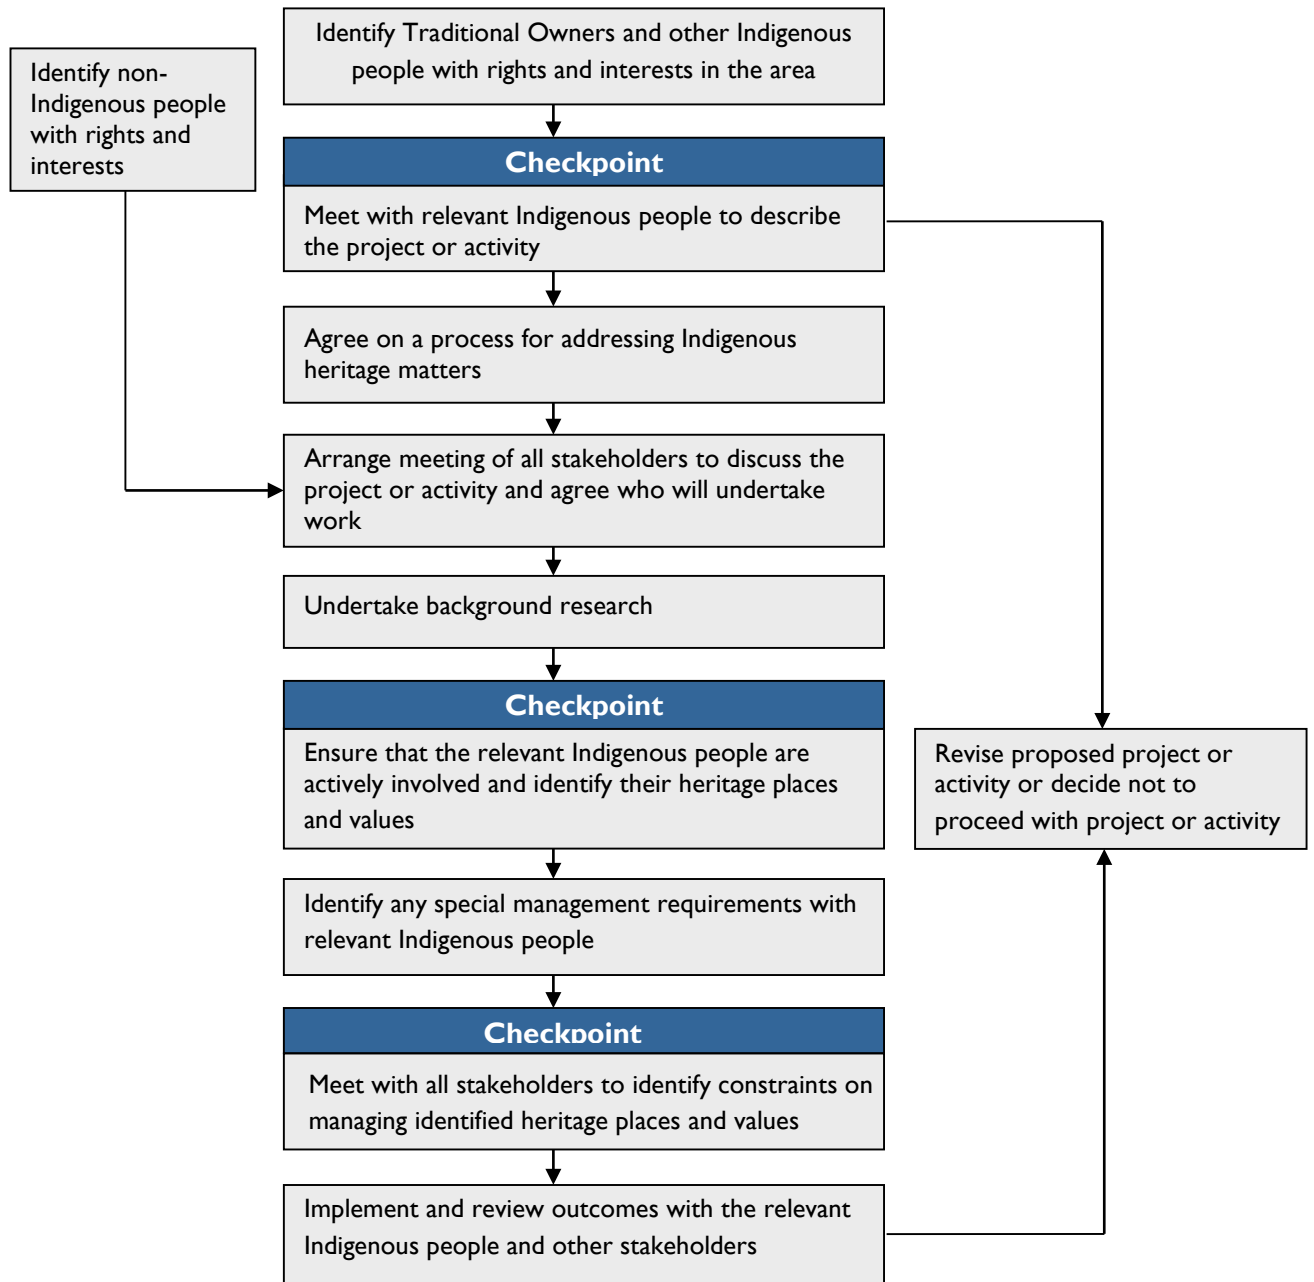 Identify Traditional Owners and other Indigenous
people with rights and interests in the area
Identify non-
Indigenous people
with rights and
interests
Checkpoint
Meet with relevant Indigenous people to describe
the project or activity
Agree on a process for addressing Indigenous
heritage matters
Arrange meeting of all stakeholders to discuss the
project or activity and agree who will undertake
work
Undertake background research
Checkpoint
Ensure that the relevant Indigenous people are
actively involved and identify their heritage places
and values
Revise proposed project or
activity or decide not to
proceed with project or activity
Identify any special management requirements with
relevant Indigenous people
Checkpoint
Meet with all stakeholders to identify constraints on
managing identified heritage places and values
Implement and review outcomes with the relevant
Indigenous people and other stakeholders